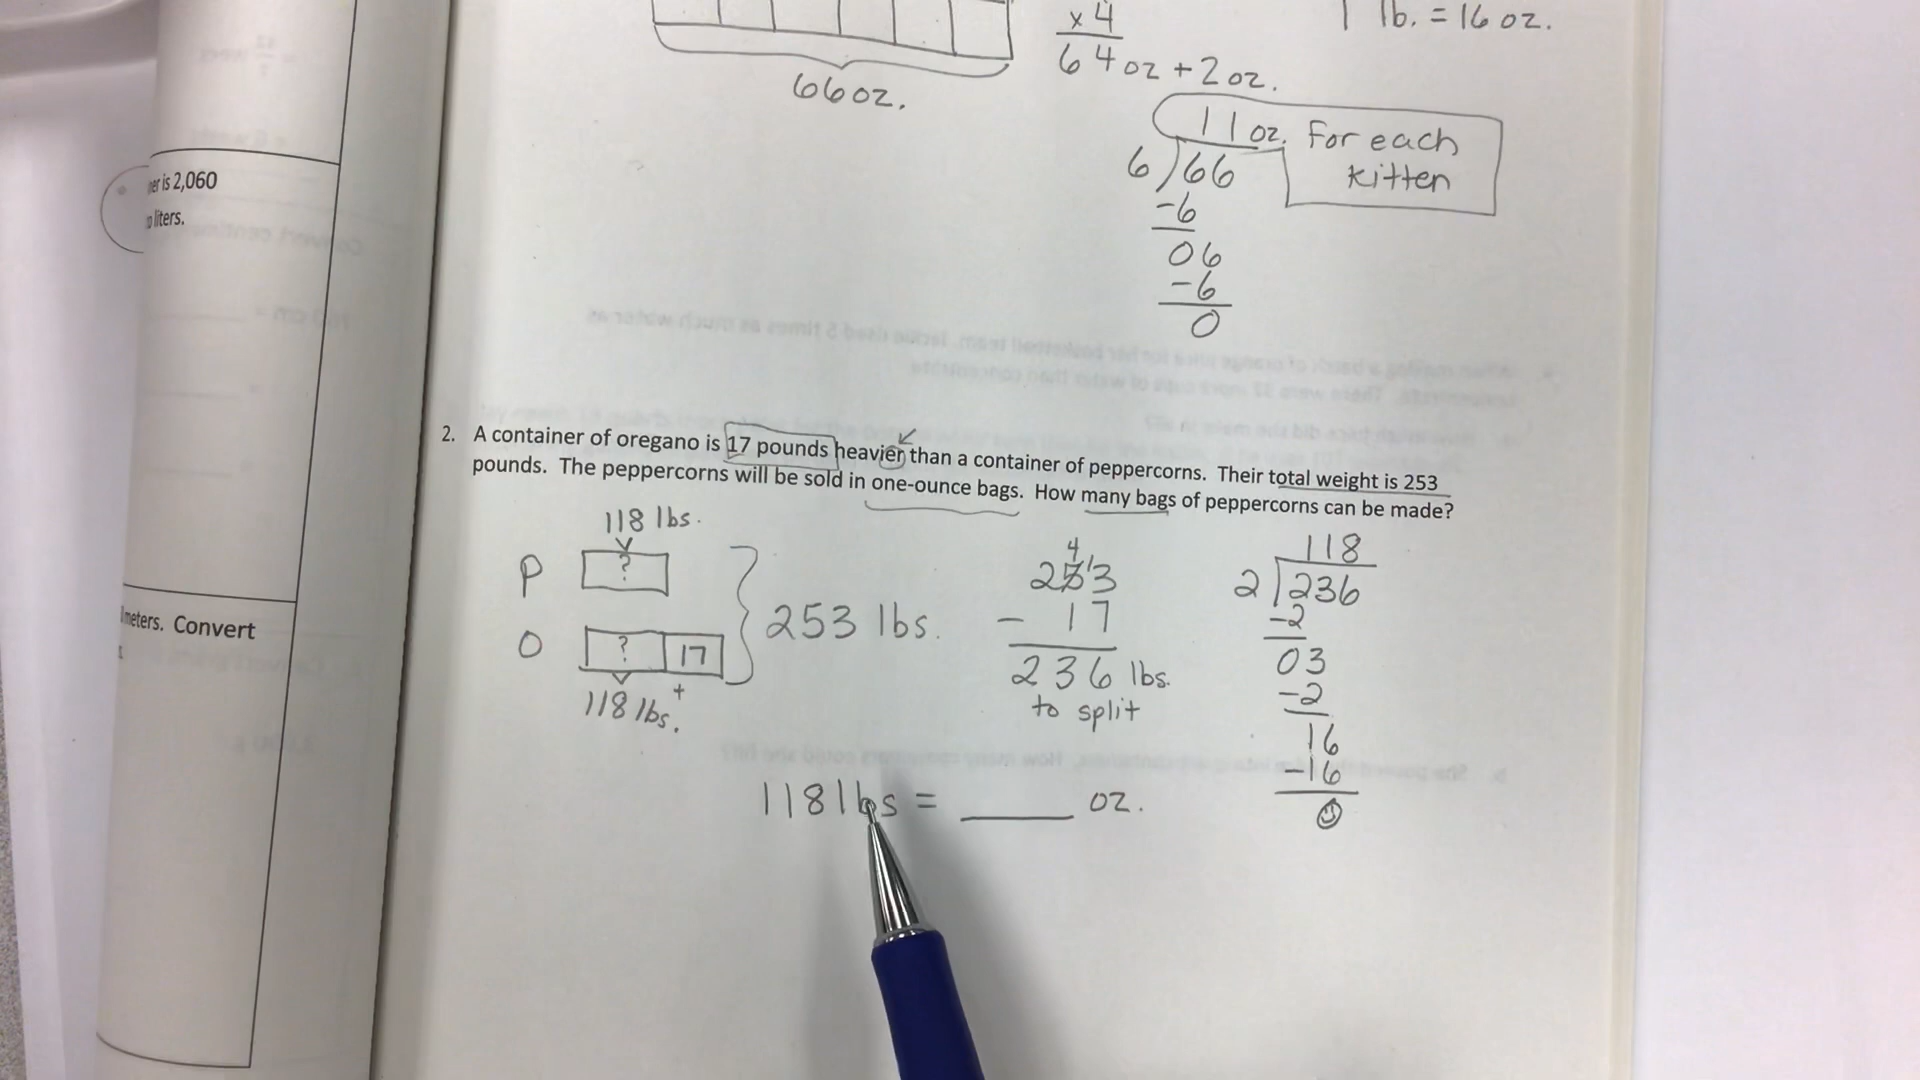 x 4
64 oz + 2 oz.
1 lb. = 16 oz.
66 oz.
11 oz. For each
kitten
6 66
-6
06
-6
0
is 2,060
liters.
meters. Convert
2. A container of oregano is 17 pounds heavier than a container of peppercorns. Their total weight is 253
pounds. The peppercorns will be sold in one-ounce bags. How many bags of peppercorns can be made?
118 lbs.
P ?
O ? 17
+
118 lbs.
253 lbs.
4 1
253
- 17
236 lbs.
to split
118
2 236
-2
03
-2
16
-16
0
118 lbs = ____ oz.